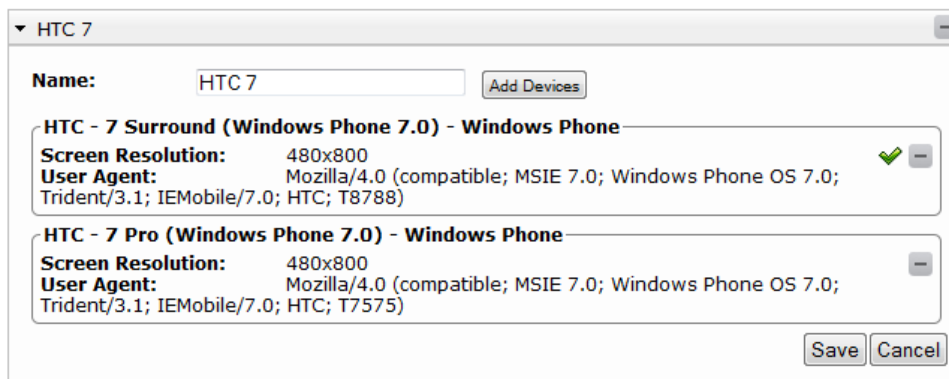 HTC 7
Name: HTC 7 Add Devices
HTC - 7 Surround (Windows Phone 7.0) - Windows Phone
Screen Resolution: 480x800
User Agent: Mozilla/4.0 (compatible; MSIE 7.0; Windows Phone OS 7.0;
Trident/3.1; IEMobile/7.0; HTC; T8788)
HTC - 7 Pro (Windows Phone 7.0) - Windows Phone
Screen Resolution: 480x800
User Agent: Mozilla/4.0 (compatible; MSIE 7.0; Windows Phone OS 7.0;
Trident/3.1; IEMobile/7.0; HTC; T7575)
Save Cancel